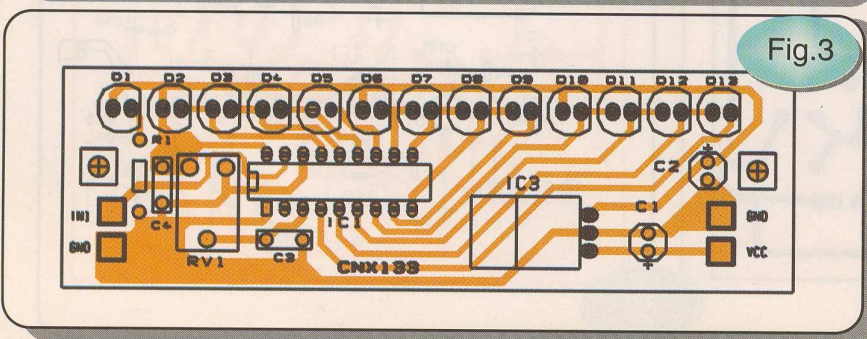 Fig.3
D1 D2 D3 D4 D5 D6 D7 D8 D9 D10 D11 D12 D13
R1
C2
IC3
IN1
GND
C4
IC1
C1
GND
RV1
C3
CNX133
VCC